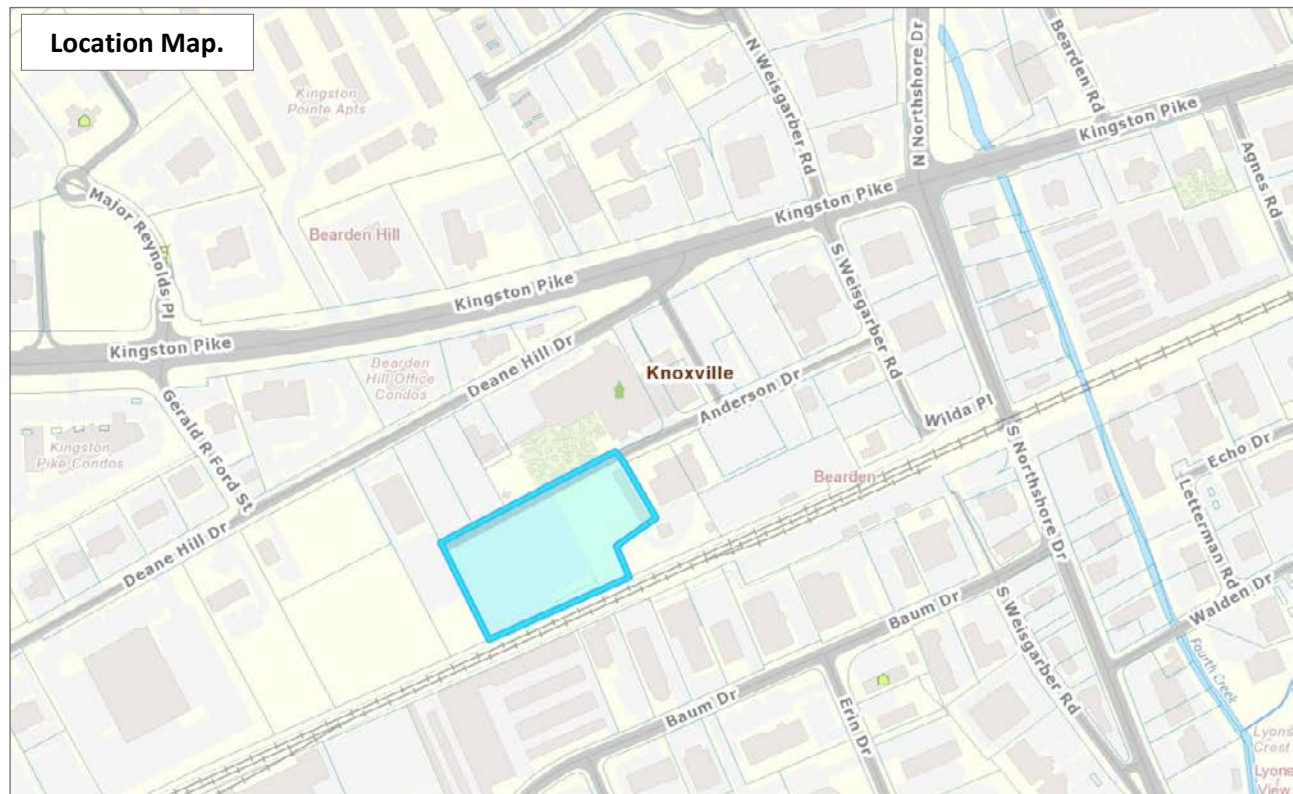 Location Map.
Kingston
Pointe Apts
N Weisgarber Rd
N Northshore Dr
Bearden Rd
Kingston Pike
Agnes Rd
Major Reynolds Pl
Bearden Hill
Kingston Pike
Kingston Pike
S Weisgarber Rd
Kingston Pike
Bearden
Hill Office
Condos
Deane Hill Dr
Knoxville
Anderson Dr
Wilda Pl
Gerald R Ford St
Kingston
Pike Condos
S Northshore Dr
Echo Dr
Bearden
Letterman Rd
Deane Hill Dr
Walden Dr
Baum Dr
S Weisgarber Rd
Fourth Creek
Baum Dr
Erin Dr
Lyons
Crest
Lyons
View